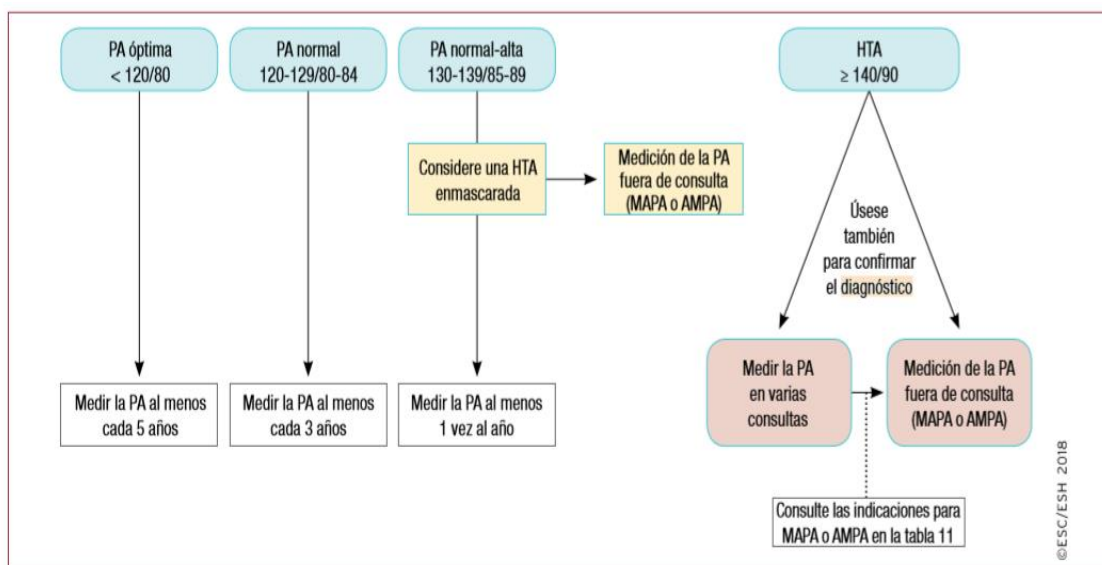 PA óptima
< 120/80
PA normal
120-129/80-84
PA normal-alta
130-139/85-89
HTA
≥ 140/90
Considere una HTA
enmascarada
Medición de la PA
fuera de consulta
(MAPA o AMPA)
Úsese
también
para confirmar
el diagnóstico
Medir la PA al menos
cada 5 años
Medir la PA al menos
cada 3 años
Medir la PA al menos
1 vez al año
Medir la PA
en varias
consultas
Medición de la PA
fuera de consulta
(MAPA o AMPA)
Consulte las indicaciones para
MAPA o AMPA en la tabla 11
©ESC/ESH 2018